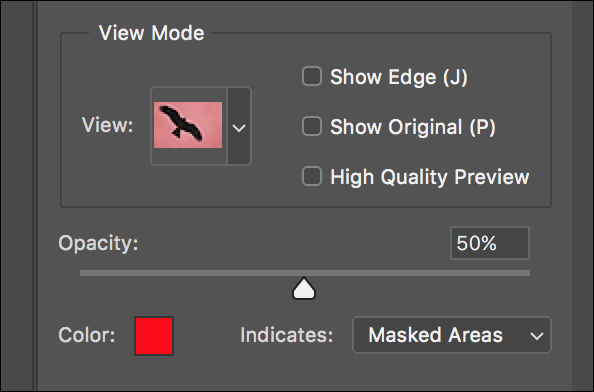 View Mode
Show Edge (J)
View:
Show Original (P)
High Quality Preview
Opacity:
50%
Color:
Indicates:
Masked Areas